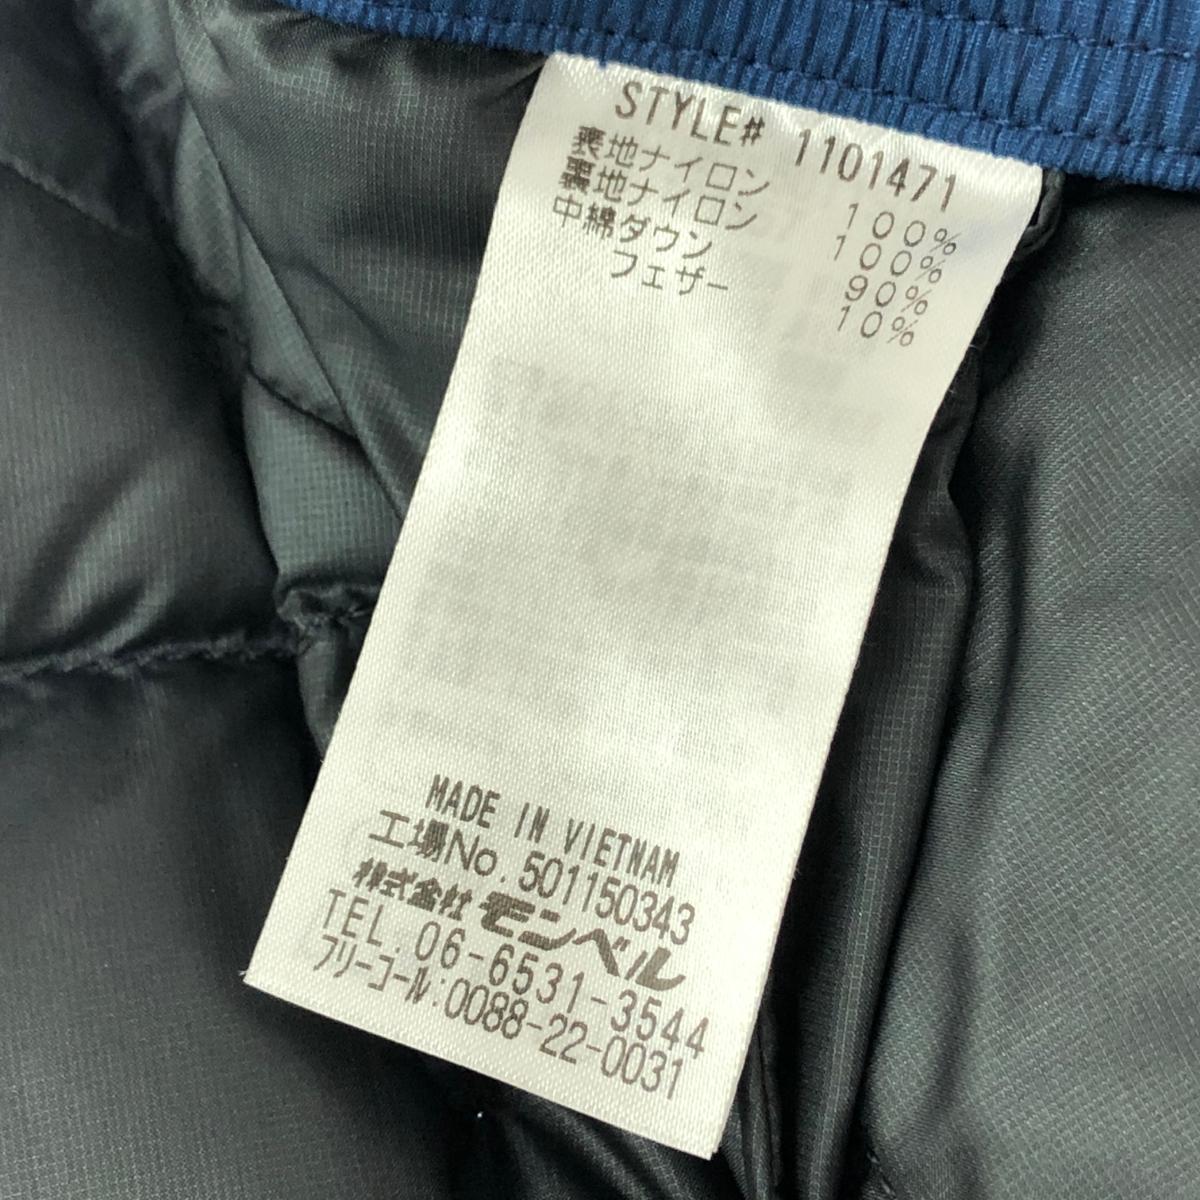 STYLE# 1101471
表地ナイロン 100%
裏地ナイロン 100%
中綿ダウン 90%
フェザー 10%
MADE IN VIETNAM
工場No.501150343
株式会社 モンベル
TEL.06-6531-3544
フリーコール:0088-22-0031